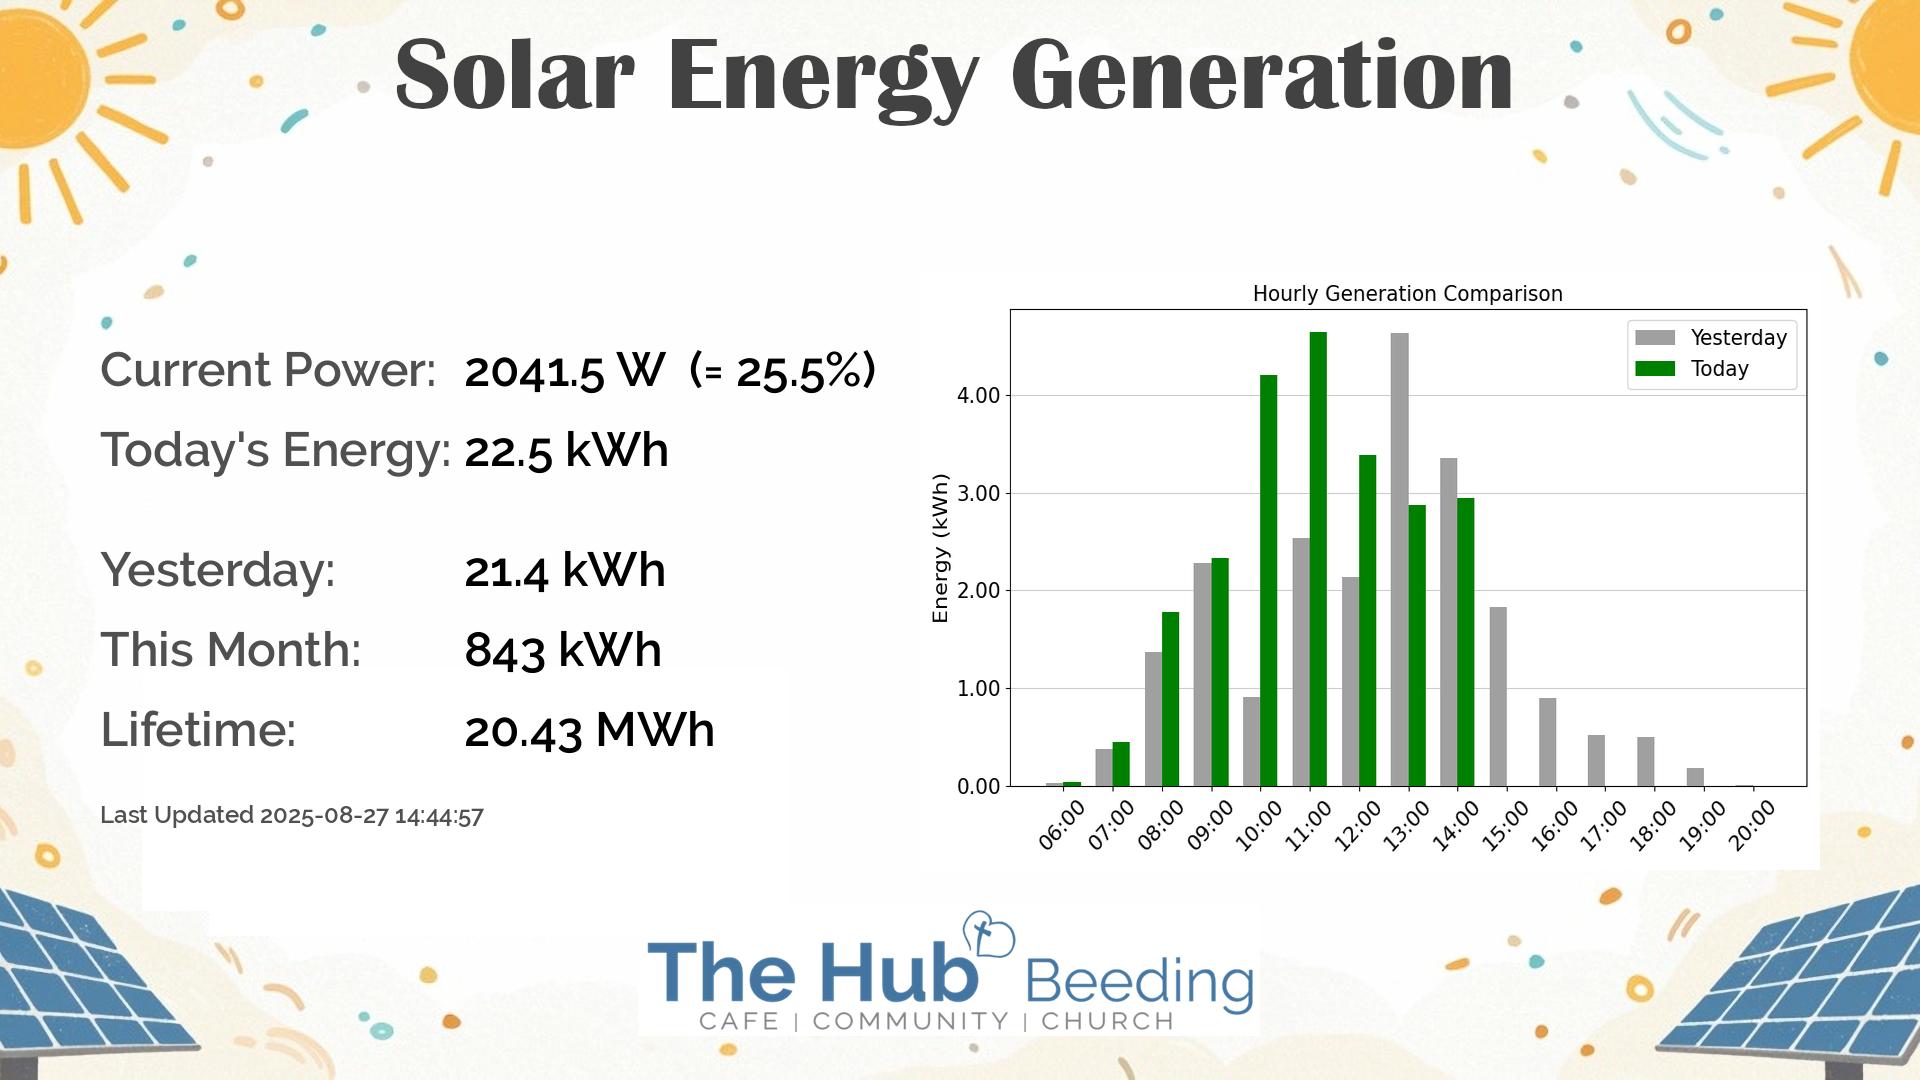 Solar Energy Generation
Current Power: 2041.5 W (= 25.5%)
Today's Energy: 22.5 kWh
Yesterday: 21.4 kWh
This Month: 843 kWh
Lifetime: 20.43 MWh
Last Updated 2025-08-27 14:44:57
Hourly Generation Comparison
Yesterday
Today
Energy (kWh)
4.00
3.00
2.00
1.00
0.00
06:00 07:00 08:00 09:00 10:00 11:00 12:00 13:00 14:00 15:00 16:00 17:00 18:00 19:00 20:00
The Hub Beeding
CAFE | COMMUNITY | CHURCH